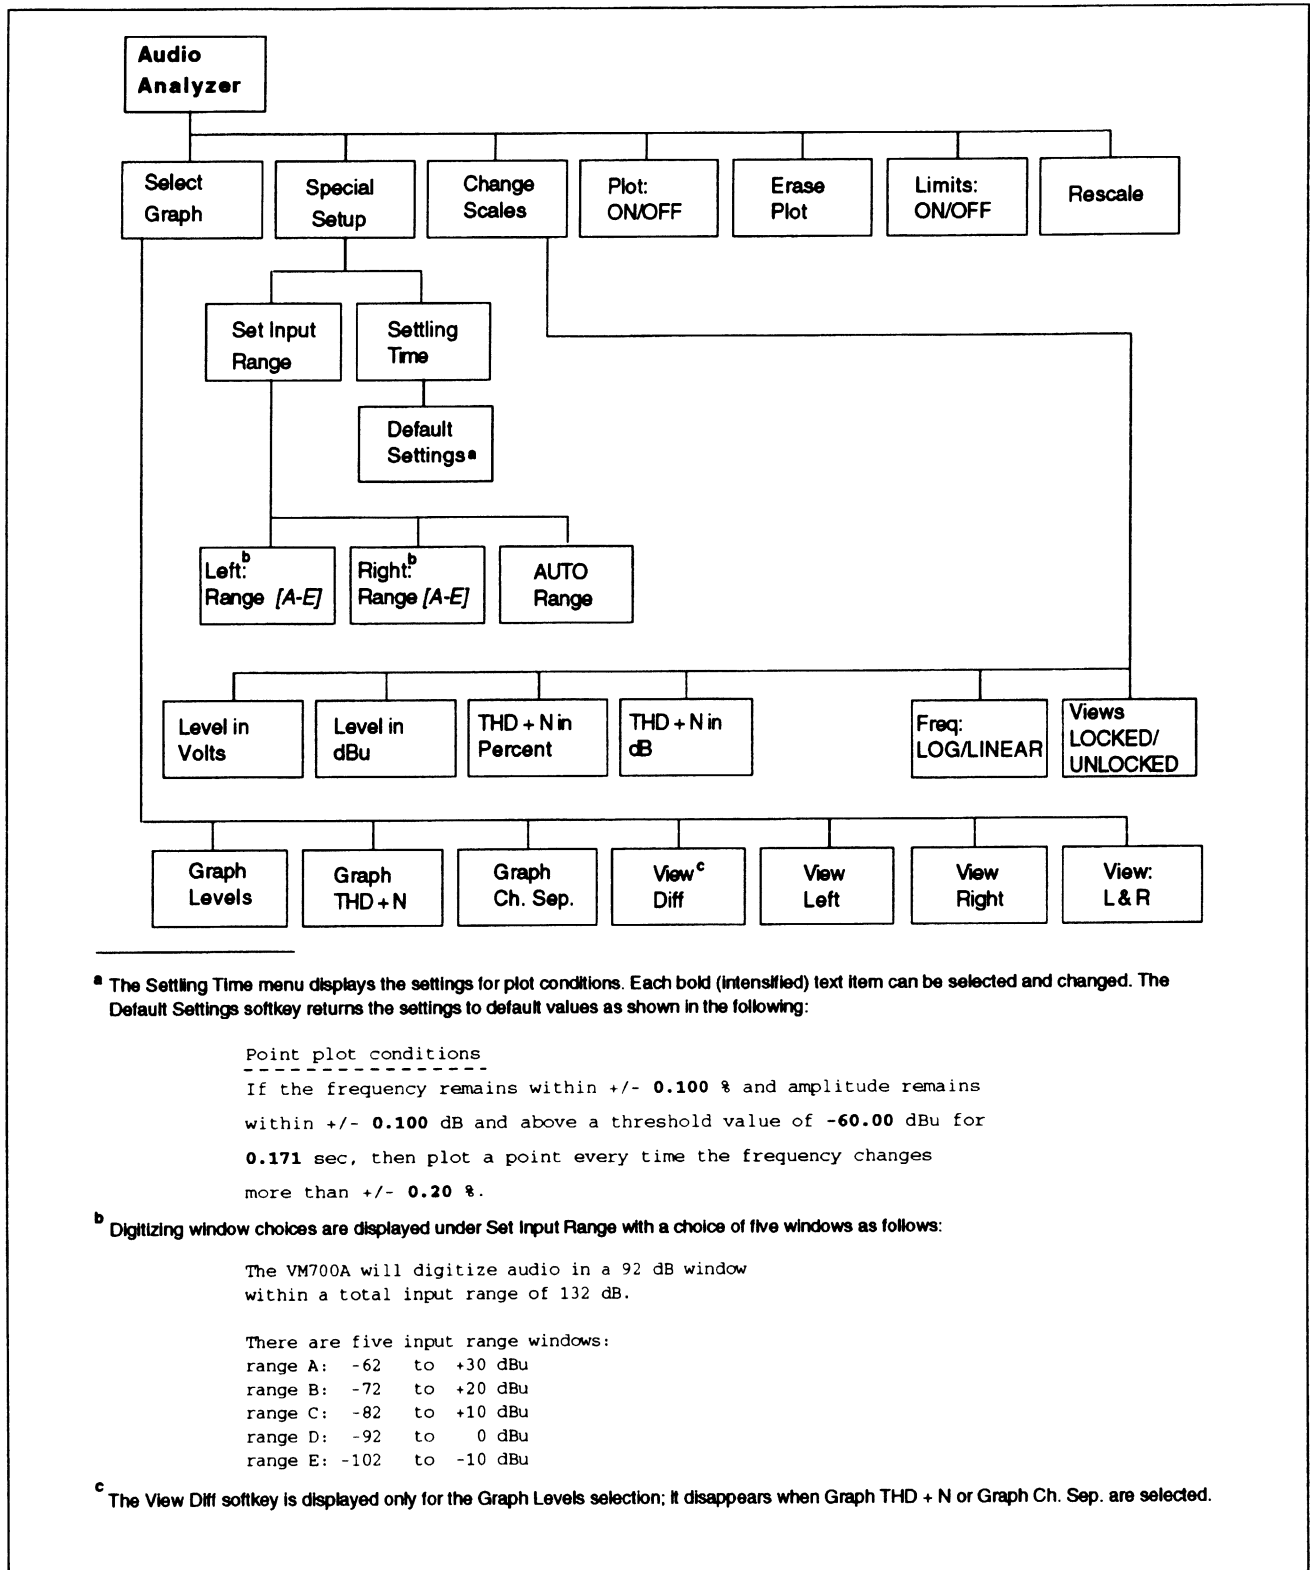 Audio
Analyzer
Select
Graph
Special
Setup
Change
Scales
Plot:
ON/OFF
Erase
Plot
Limits:
ON/OFF
Rescale
Set Input
Range
Settling
Time
Default
Settings a
Left: b
Range [A-E]
Right: b
Range [A-E]
AUTO
Range
Level in
Volts
Level in
dBu
THD + N in
Percent
THD + N in
dB
Freq:
LOG/LINEAR
Views
LOCKED/
UNLOCKED
Graph
Levels
Graph
THD + N
Graph
Ch. Sep.
View c
Diff
View
Left
View
Right
View:
L & R
a The Settling Time menu displays the settings for plot conditions. Each bold (intensified) text item can be selected and changed. The
Default Settings softkey returns the settings to default values as shown in the following:
Point plot conditions
If the frequency remains within +/- 0.100 % and amplitude remains
within +/- 0.100 dB and above a threshold value of -60.00 dBu for
0.171 sec, then plot a point every time the frequency changes
more than +/- 0.20 %.
b Digitizing window choices are displayed under Set Input Range with a choice of five windows as follows:
The VM700A will digitize audio in a 92 dB window
within a total input range of 132 dB.
There are five input range windows:
range A: -62 to +30 dBu
range B: -72 to +20 dBu
range C: -82 to +10 dBu
range D: -92 to 0 dBu
range E: -102 to -10 dBu
c The View Diff softkey is displayed only for the Graph Levels selection; it disappears when Graph THD + N or Graph Ch. Sep. are selected.